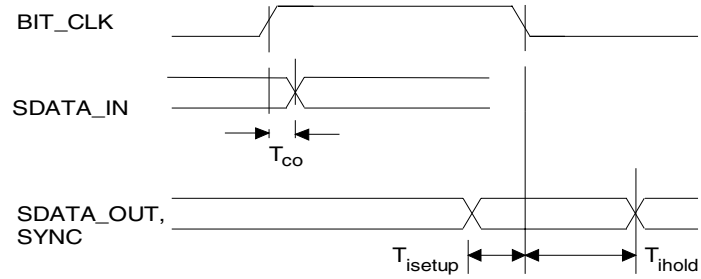 BIT_CLK
SDATA_IN
Tco
SDATA_OUT,
SYNC
Tisetup
Tihold